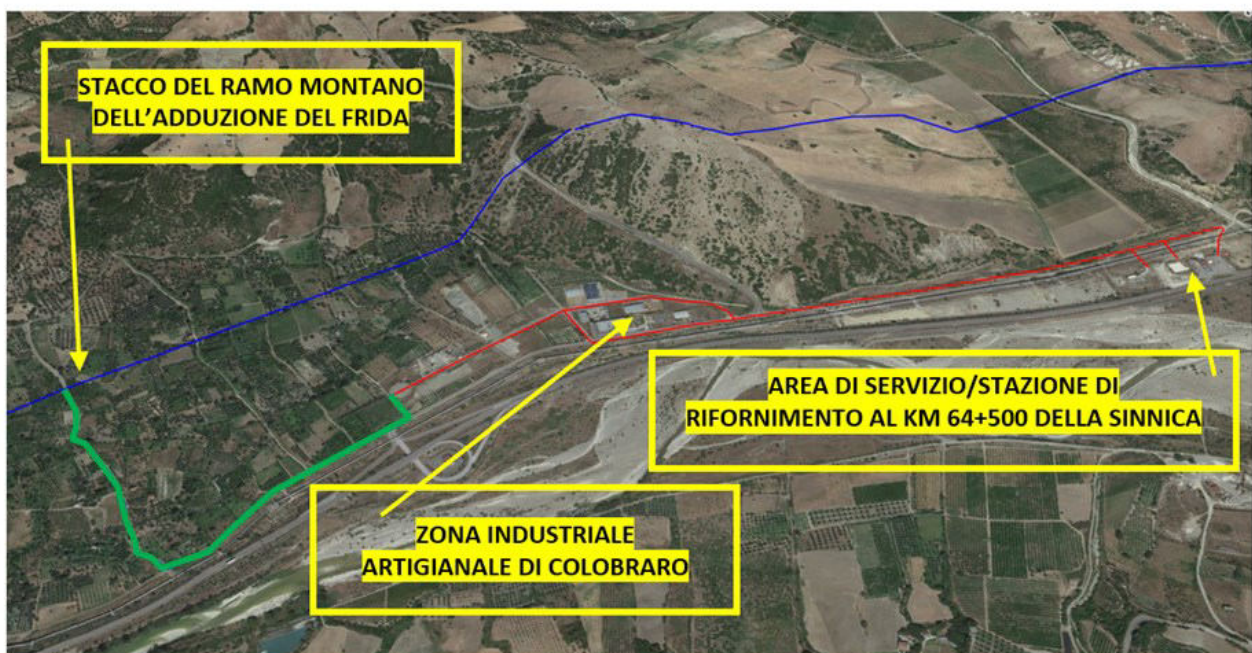 STACCO DEL RAMO MONTANO
DELL’ADDUZIONE DEL FRIDA
AREA DI SERVIZIO/STAZIONE DI
RIFORNIMENTO AL KM 64+500 DELLA SINNICA
ZONA INDUSTRIALE
ARTIGIANALE DI COLOBRARO